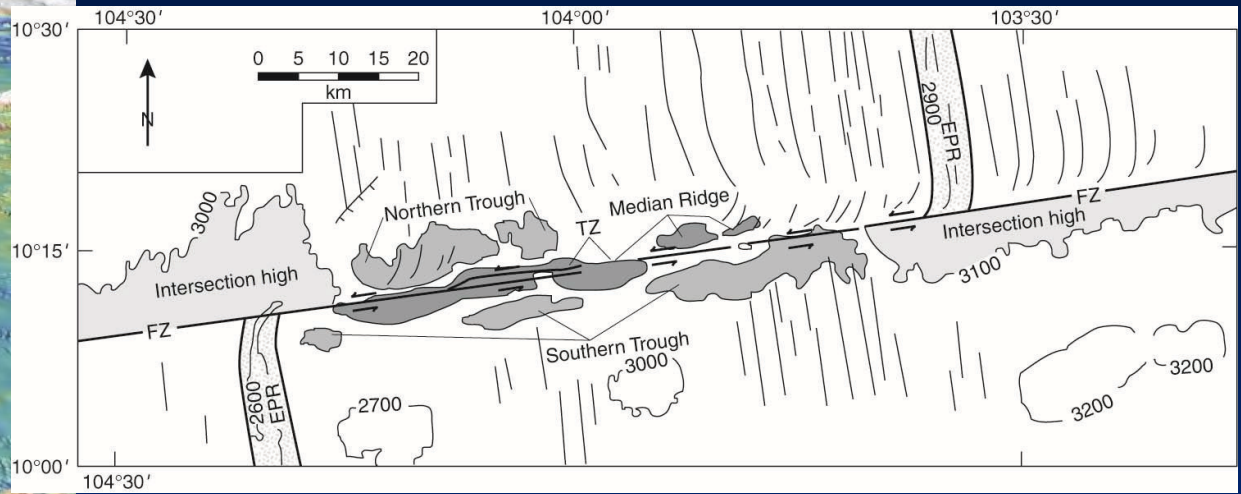 104°30′ 104°00′ 103°30′
10°30′
0 5 10 15 20
km
N
2900
EPR
3000
Northern Trough
Median Ridge
TZ
FZ
Intersection high
10°15′
Intersection high
3100
FZ
Southern Trough
3000
2600
EPR
2700
3200
3200
10°00′
104°30′